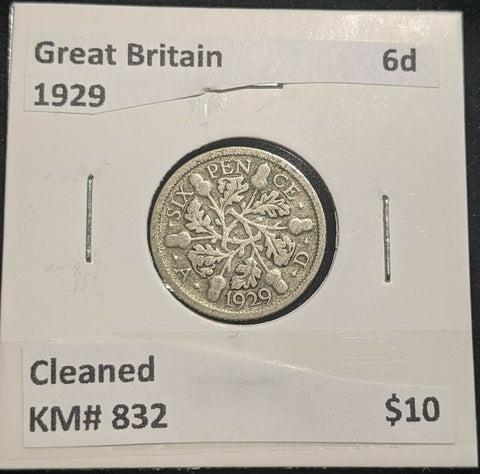 Great Britain 6d
1929
SIX PENCE
A D
1929
Cleaned
KM# 832 $10